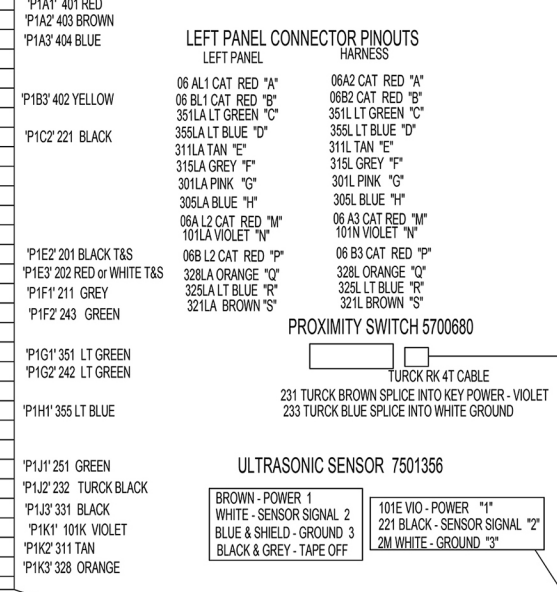 'P1A1' 401 RED
'P1A2' 403 BROWN
'P1A3' 404 BLUE
'P1B3' 402 YELLOW
'P1C2' 221 BLACK
'P1E2' 201 BLACK T&S
'P1E3' 202 RED or WHITE T&S
'P1F1' 211 GREY
'P1F2' 243 GREEN
'P1G1' 351 LT GREEN
'P1G2' 242 LT GREEN
'P1H1' 355 LT BLUE
'P1J1' 251 GREEN
'P1J2' 232 TURCK BLACK
'P1J3' 331 BLACK
'P1K1' 101K VIOLET
'P1K2' 311 TAN
'P1K3' 328 ORANGE
LEFT PANEL CONNECTOR PINOUTS
LEFT PANEL
06 AL1 CAT RED "A"
06 BL1 CAT RED "B"
351LA LT GREEN "C"
355LA LT BLUE "D"
311LA TAN "E"
315LA GREY "F"
301LA PINK "G"
305LA BLUE "H"
06A L2 CAT RED "M"
101LA VIOLET "N"
06B L2 CAT RED "P"
328LA ORANGE "Q"
325LA LT BLUE "R"
321LA BROWN "S"
HARNESS
06A2 CAT RED "A"
06B2 CAT RED "B"
351L LT GREEN "C"
355L LT BLUE "D"
311L TAN "E"
315L GREY "F"
301L PINK "G"
305L BLUE "H"
06 A3 CAT RED "M"
101N VIOLET "N"
06 B3 CAT RED "P"
328L ORANGE "Q"
325L LT BLUE "R"
321L BROWN "S"
PROXIMITY SWITCH 5700680
TURCK RK 4T CABLE
231 TURCK BROWN SPLICE INTO KEY POWER - VIOLET
233 TURCK BLUE SPLICE INTO WHITE GROUND
ULTRASONIC SENSOR 7501356
BROWN - POWER 1
WHITE - SENSOR SIGNAL 2
BLUE & SHIELD - GROUND 3
BLACK & GREY - TAPE OFF
101E VIO - POWER "1"
221 BLACK - SENSOR SIGNAL "2"
2M WHITE - GROUND "3"